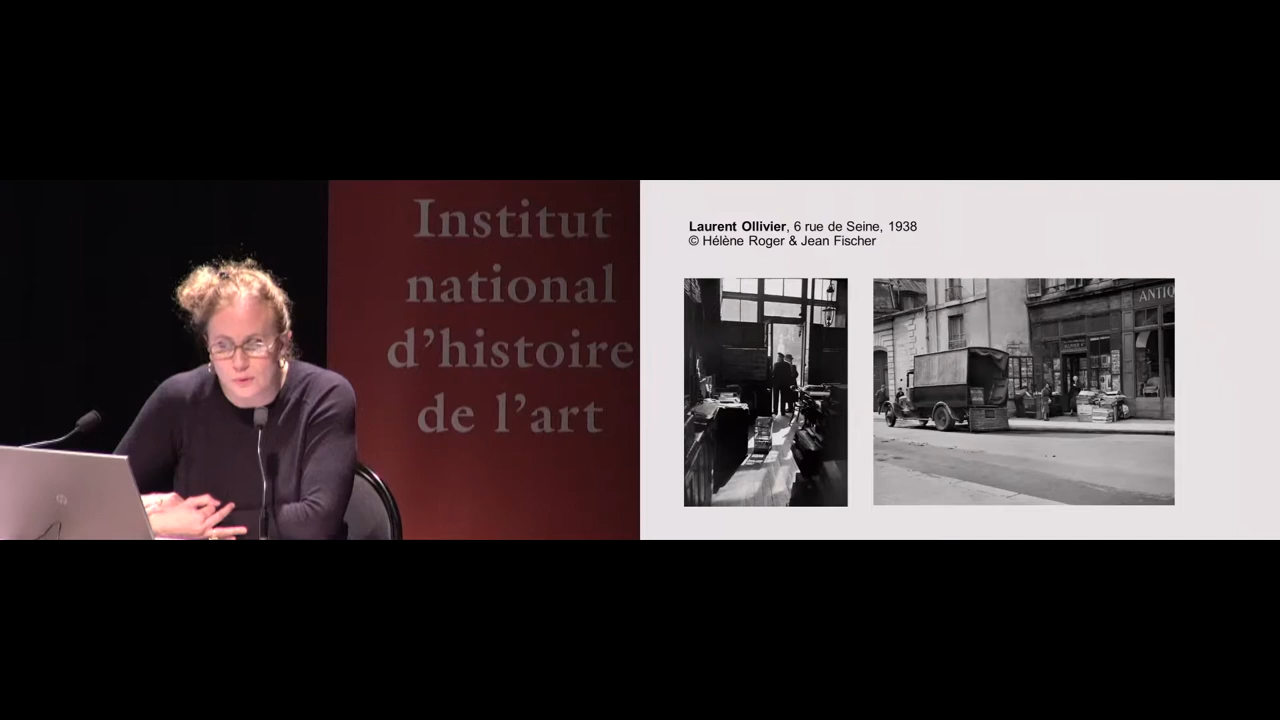 Institut
national
d'histoire
de l'art
Laurent Ollivier, 6 rue de Seine, 1938
© Hélène Roger & Jean Fischer
ANTIQ